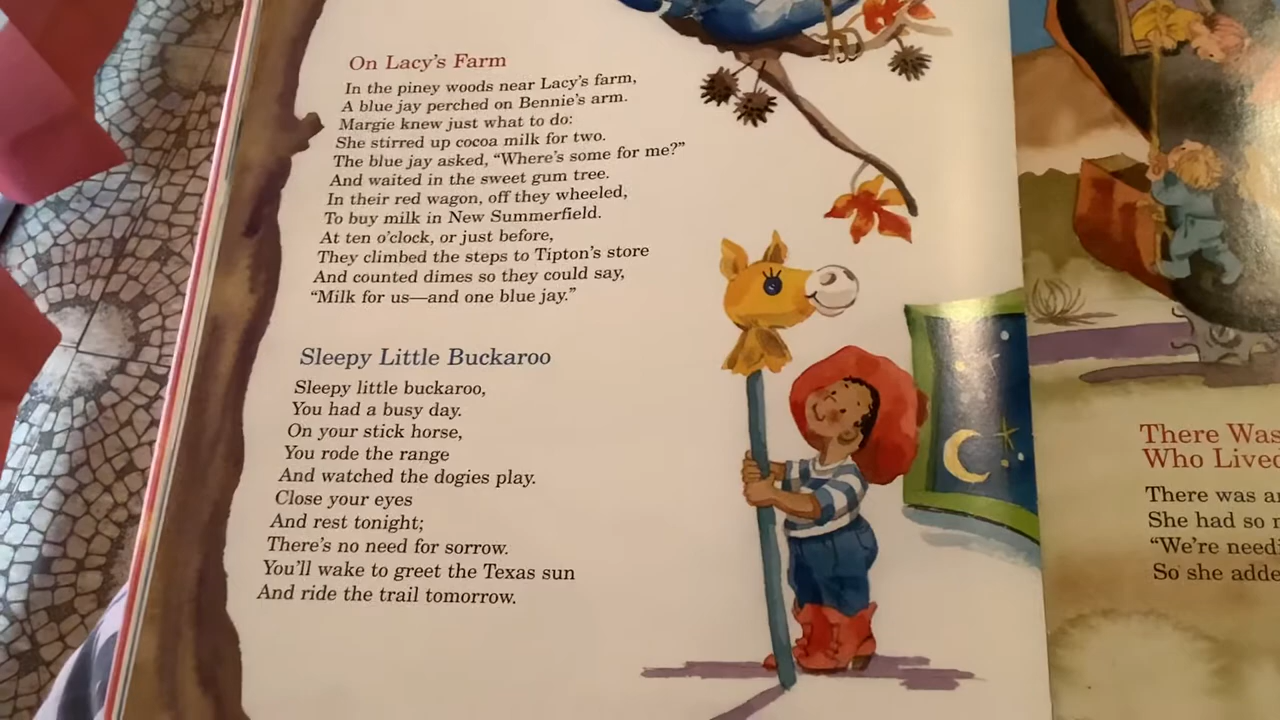 On Lacy's Farm
In the piney woods near Lacy's farm,
A blue jay perched on Bennie's arm.
Margie knew just what to do:
She stirred up cocoa milk for two.
The blue jay asked, “Where's some for me?”
And waited in the sweet gum tree.
In their red wagon, off they wheeled,
To buy milk in New Summerfield.
At ten o'clock, or just before,
They climbed the steps to Tipton's store
And counted dimes so they could say,
“Milk for us—and one blue jay.”
Sleepy Little Buckaroo
Sleepy little buckaroo,
You had a busy day.
On your stick horse,
You rode the range
And watched the dogies play.
Close your eyes
And rest tonight;
There's no need for sorrow.
You'll wake to greet the Texas sun
And ride the trail tomorrow.
There Was
Who Lived
There was
She had so
“We're
So she